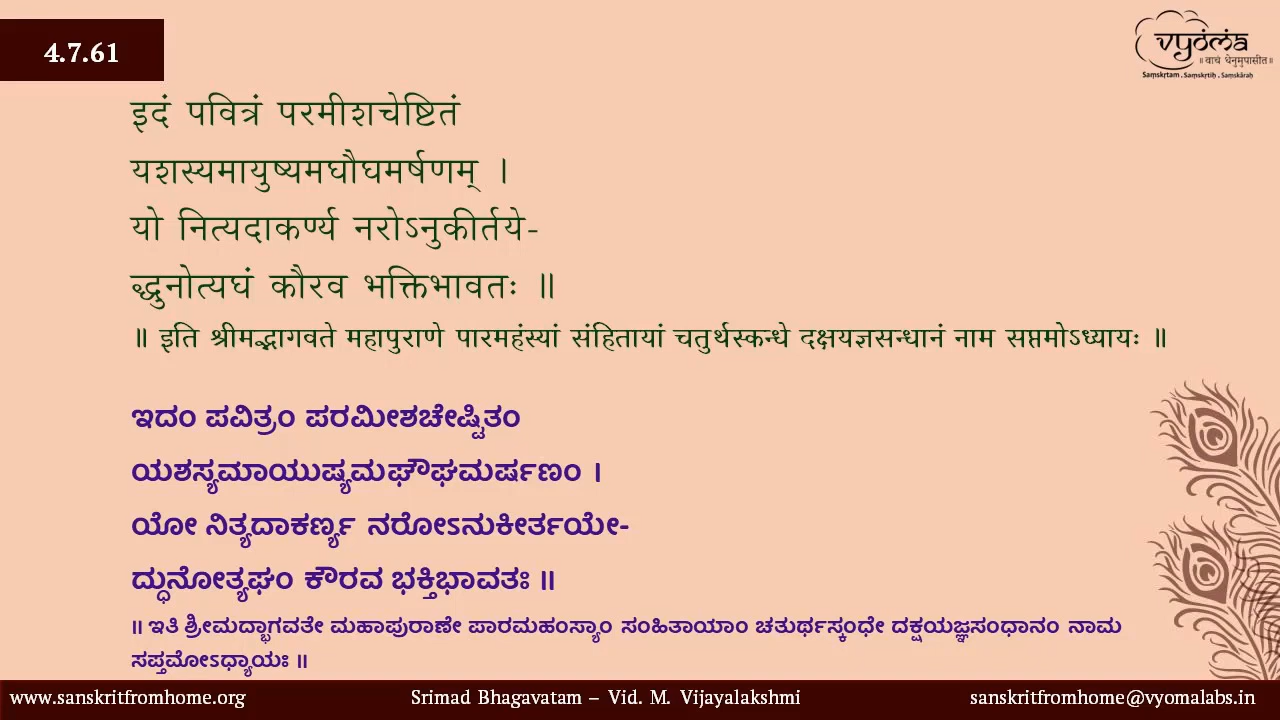 4.7.61
vyoma
॥ वाचं धेनुमुपासीत॥
Saṃskṛtam . Saṃskṛtiḥ . Saṃskāraḥ
इदं पवित्रं परमीशचेष्टितं
यशस्यमायुष्यमघौघमर्षणम् ।
यो नित्यदाकर्ण्य नरोऽनुकीर्तये-
द्धुनोत्यघं कौरव भक्तिभावतः ॥
॥ इति श्रीमद्भागवते महापुराणे पारमहंस्यां संहितायां चतुर्थस्कन्धे दक्षयज्ञसन्धानं नाम सप्तमोऽध्यायः ॥
ಇದಂ ಪವಿತ್ರಂ ಪರಮೀಶಚೇಷ್ಟಿತಂ
ಯಶಸ್ಯಮಾಯುಷ್ಯಮಘೌಘಮರ್ಷಣಂ ।
ಯೋ ನಿತ್ಯದಾಕರ್ಣ್ಯ ನರೋಽನುಕೀರ್ತಯೇ-
ದ್ಧುನೋತ್ಯಘಂ ಕೌರವ ಭಕ್ತಿಭಾವತಃ ॥
॥ ಇತಿ ಶ್ರೀಮದ್ಭಾಗವತೇ ಮಹಾಪುರಾಣೇ ಪಾರಮಹಂಸ್ಯಾಂ ಸಂಹಿತಾಯಾಂ ಚತುರ್ಥಸ್ಕಂಧೇ ದಕ್ಷಯಜ್ಞಸಂಧಾನಂ ನಾಮ
ಸಪ್ತಮೋಽಧ್ಯಾಯಃ ॥
www.sanskritfromhome.org
Srimad Bhagavatam – Vid. M. Vijayalakshmi
sanskritfromhome@vyomalabs.in